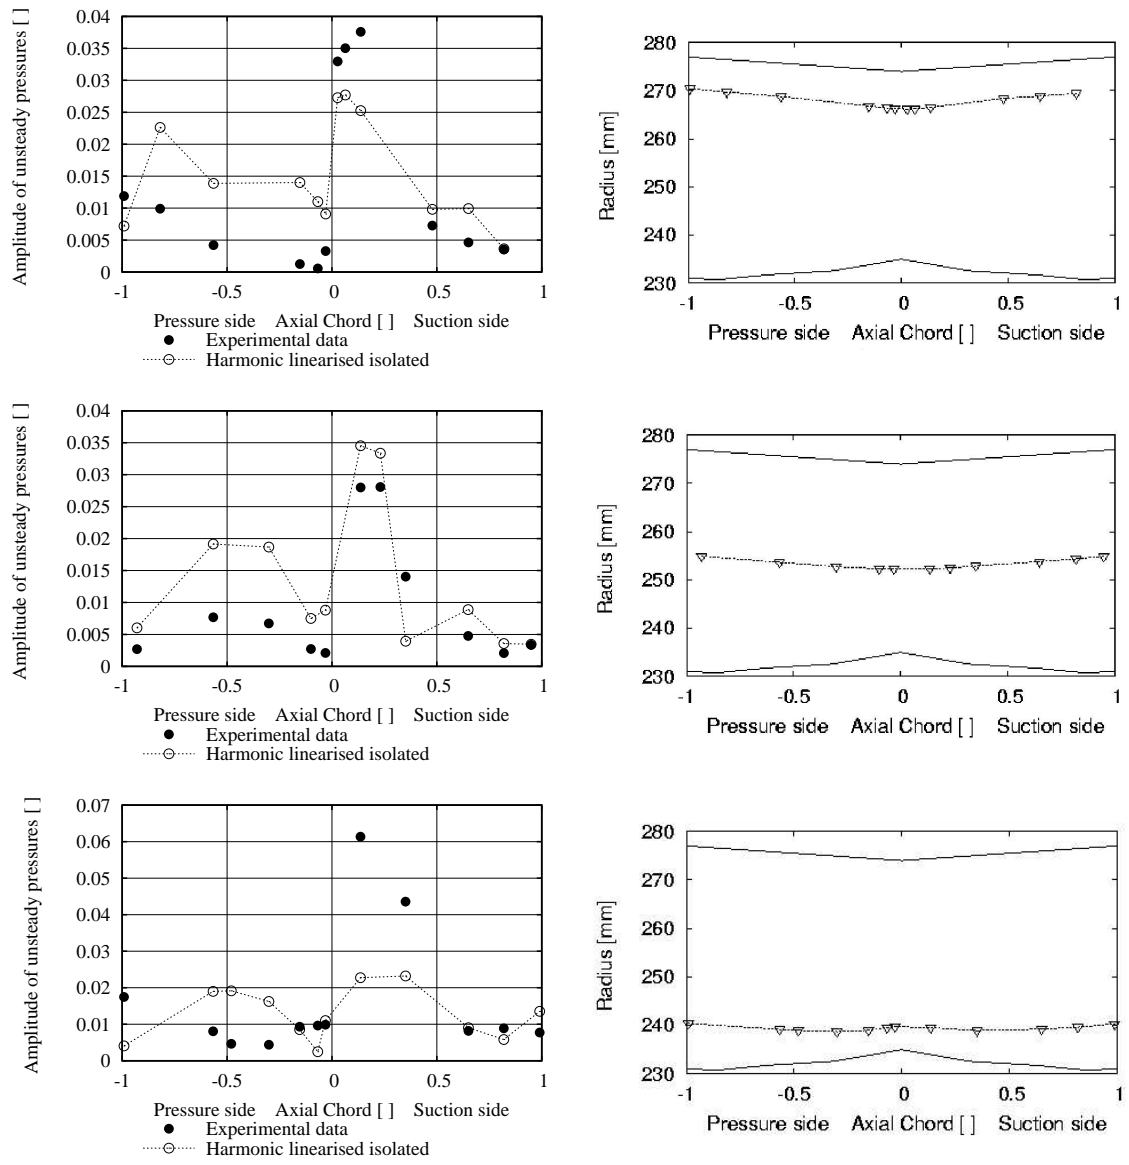 Amplitude of unsteady pressures [ ]
0.04
0.035
0.03
0.025
0.02
0.015
0.01
0.005
0
-1 -0.5 0 0.5 1
Pressure side Axial Chord [ ] Suction side
Experimental data
Harmonic linearised isolated
Radius [mm]
280
270
260
250
240
230
-1 -0.5 0 0.5 1
Pressure side Axial Chord [ ] Suction side
Amplitude of unsteady pressures [ ]
0.04
0.035
0.03
0.025
0.02
0.015
0.01
0.005
0
-1 -0.5 0 0.5 1
Pressure side Axial Chord [ ] Suction side
Experimental data
Harmonic linearised isolated
Radius [mm]
280
270
260
250
240
230
-1 -0.5 0 0.5 1
Pressure side Axial Chord [ ] Suction side
Amplitude of unsteady pressures [ ]
0.07
0.06
0.05
0.04
0.03
0.02
0.01
0
-1 -0.5 0 0.5 1
Pressure side Axial Chord [ ] Suction side
Experimental data
Harmonic linearised isolated
Radius [mm]
280
270
260
250
240
230
-1 -0.5 0 0.5 1
Pressure side Axial Chord [ ] Suction side